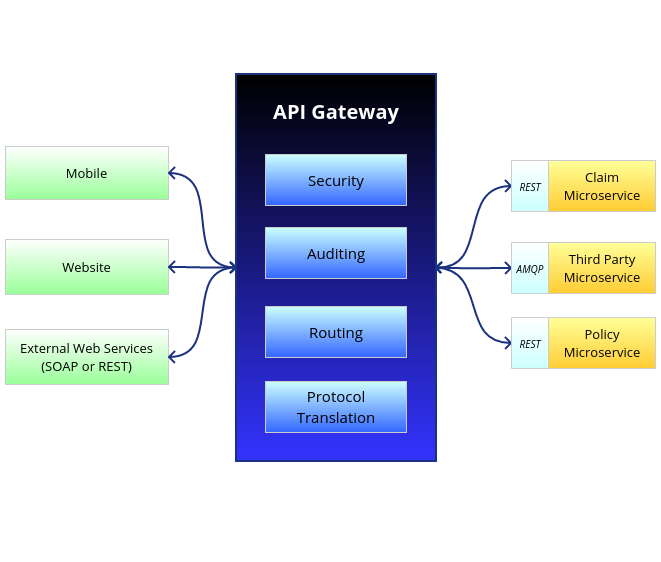 API Gateway
Mobile
Website
External Web Services
(SOAP or REST)
Security
Auditing
Routing
Protocol
Translation
REST
Claim
Microservice
AMQP
Third Party
Microservice
REST
Policy
Microservice